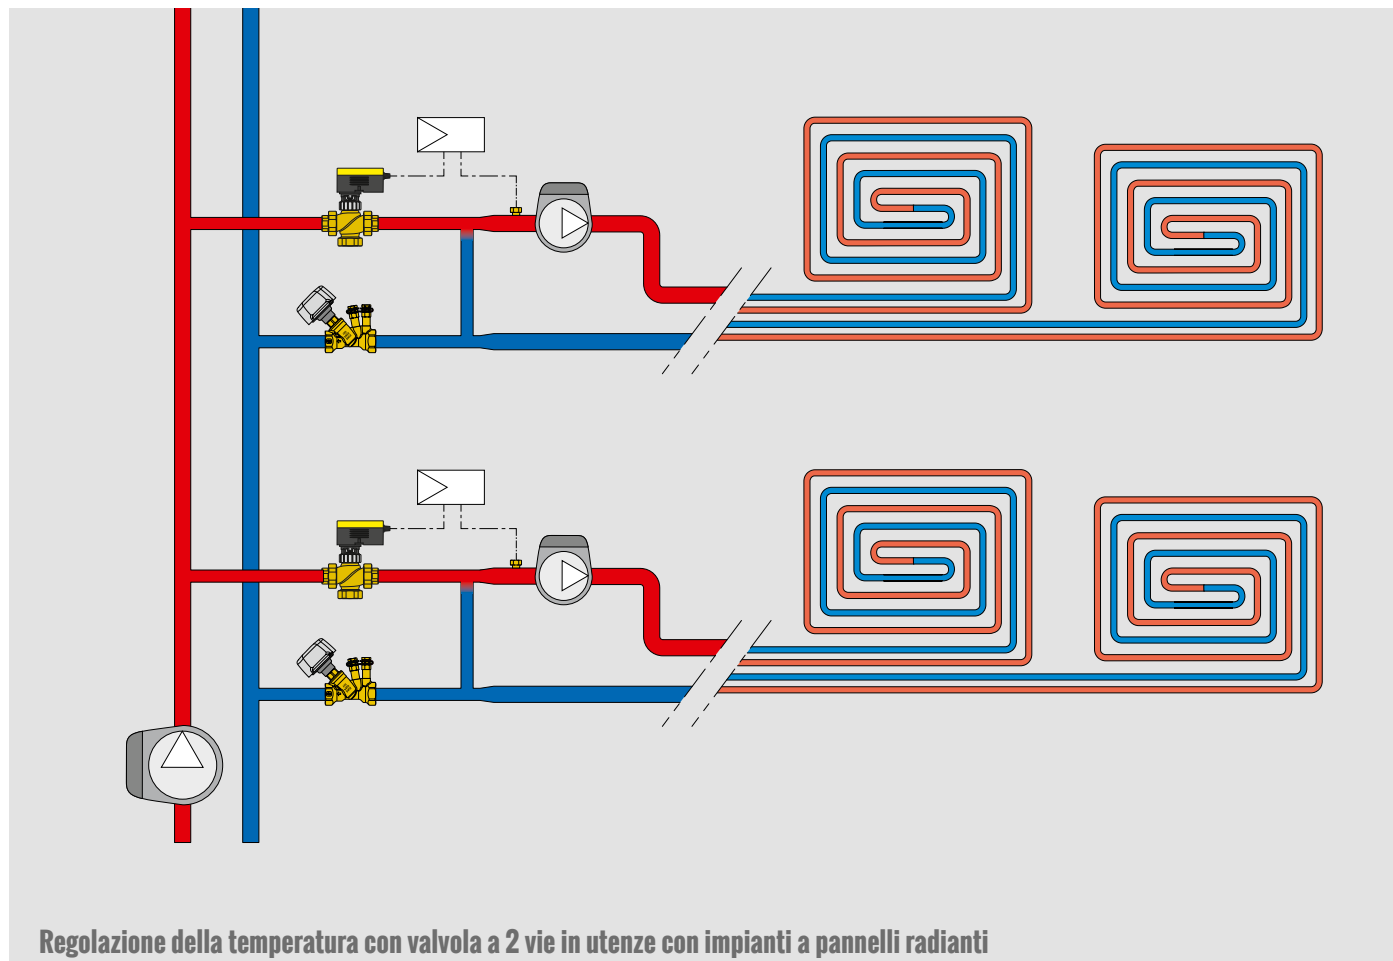 Regolazione della temperatura con valvola a 2 vie in utenze con impianti a pannelli radianti